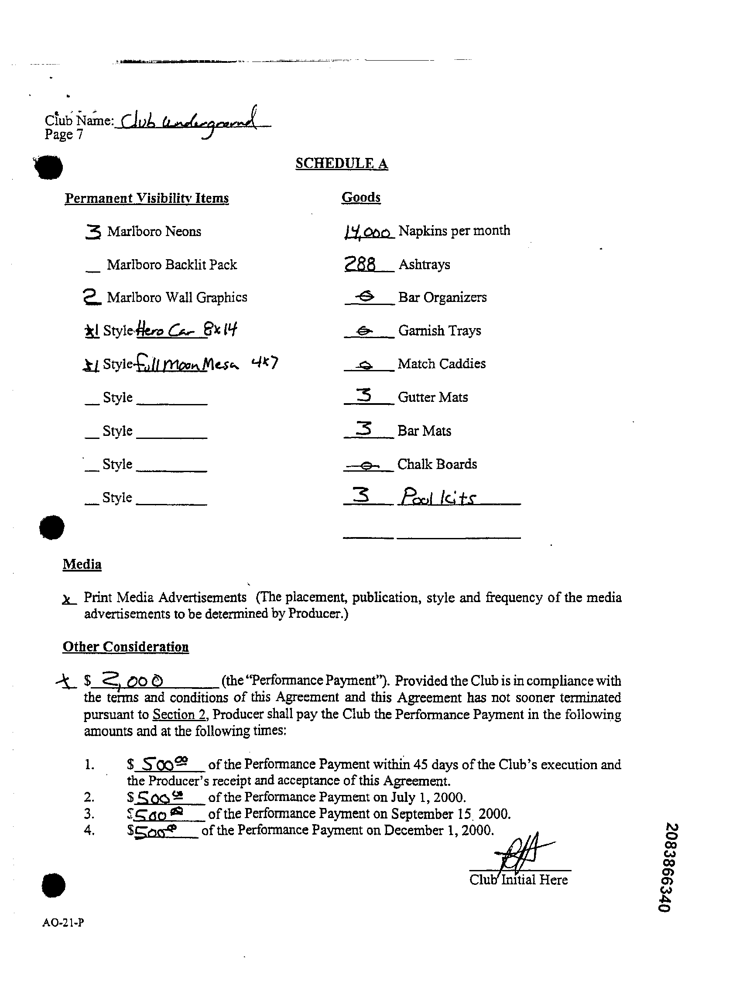 Club Name: Club Underground
Page 7
SCHEDULE A
Permanent Visibility Items
Goods
3 Marlboro Neons
14,000 Napkins per month
_ Marlboro Backlit Pack
288 Ashtrays
2 Marlboro Wall Graphics
Bar Organizers
x1 Style Hero Car 8x14
Garnish Trays
x1 Style Full Moon Mesa 4x7
Match Caddies
_ Style ________
3 Gutter Mats
_ Style ________
3 Bar Mats
_ Style ________
Chalk Boards
_ Style ________
3 Pool kits
Media
x Print Media Advertisements (The placement, publication, style and frequency of the media
advertisements to be determined by Producer.)
Other Consideration
x $ 2,000 (the "Performance Payment"). Provided the Club is in compliance with
the terms and conditions of this Agreement and this Agreement has not sooner terminated
pursuant to Section 2, Producer shall pay the Club the Performance Payment in the following
amounts and at the following times:
1. $ 500 00 of the Performance Payment within 45 days of the Club's execution and
the Producer's receipt and acceptance of this Agreement.
2. $ 500 00 of the Performance Payment on July 1, 2000.
3. $ 500 00 of the Performance Payment on September 15, 2000.
4. $ 500 00 of the Performance Payment on December 1, 2000.
Club Initial Here
2083866340
AO-21-P